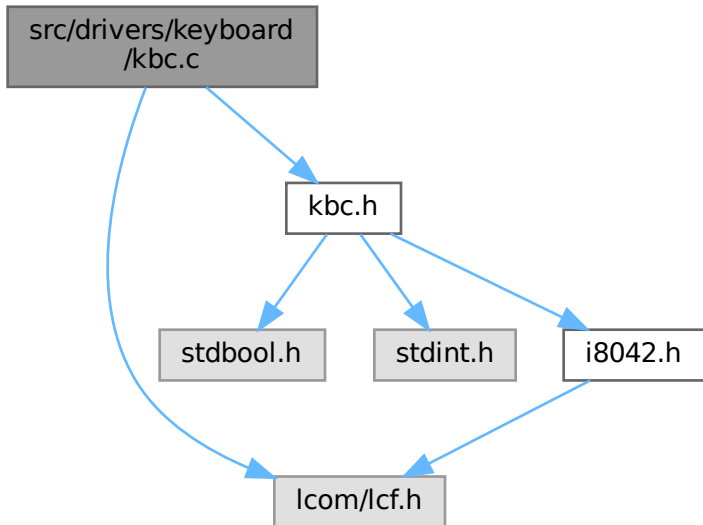 src/drivers/keyboard
/kbc.c
kbc.h
stdbool.h
stdint.h
i8042.h
lcom/lcf.h